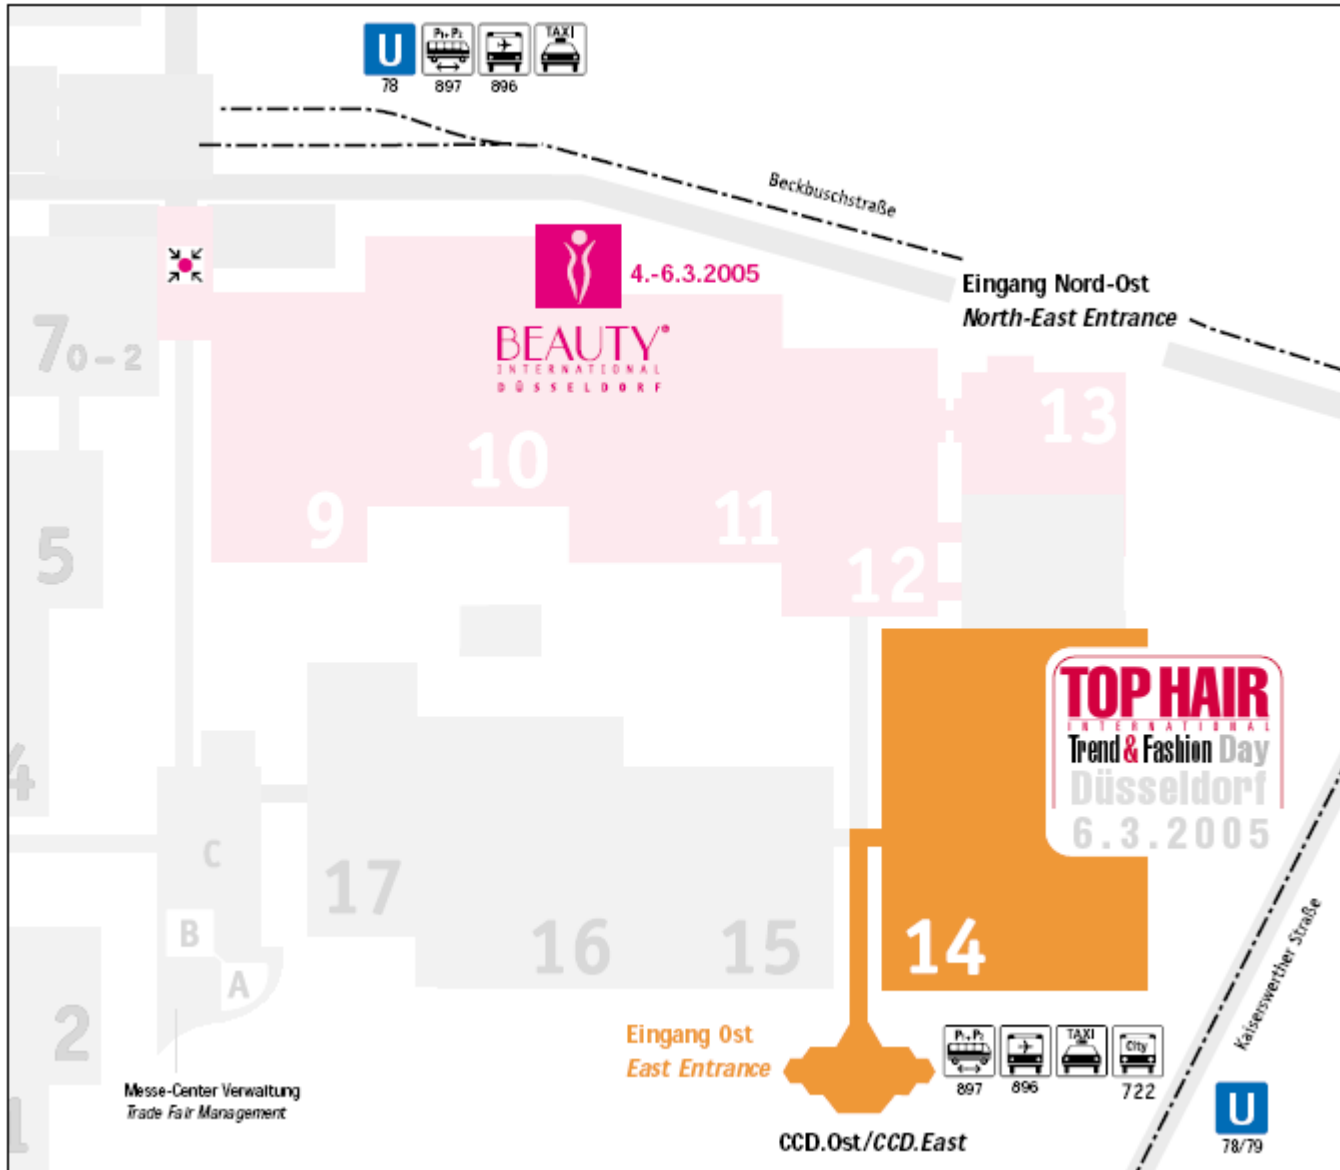 U
P₁+P₂
TAXI
78
897
896
Beckbuschstraße
4.-6.3.2005
Eingang Nord-Ost
North-East Entrance
BEAUTY®
INTERNATIONAL
DÜSSELDORF
7 0–2
13
10
9
11
5
12
TOP HAIR
INTERNATIONAL
Trend & Fashion Day
Düsseldorf
6.3.2005
4
C
17
B
16
15
14
A
Kaiserswerther Straße
2
Eingang Ost
East Entrance
P₁+P₂
TAXI
City
897
896
722
Messe-Center Verwaltung
Trade Fair Management
1
U
CCD.Ost/CCD.East
78/79